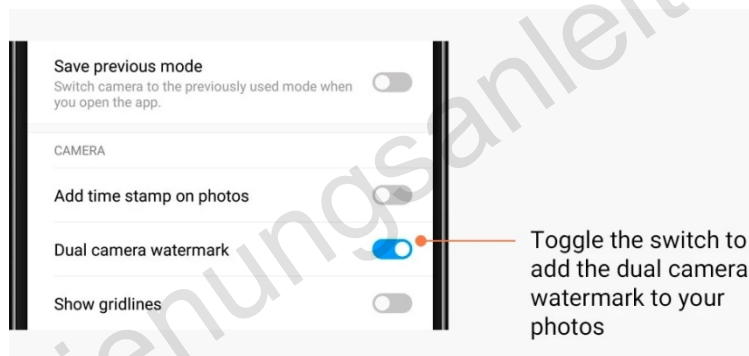 Save previous mode
Switch camera to the previously used mode when
you open the app.
CAMERA
Add time stamp on photos
Dual camera watermark
Show gridlines
Toggle the switch to
add the dual camera
watermark to your
photos
ienungsanleit